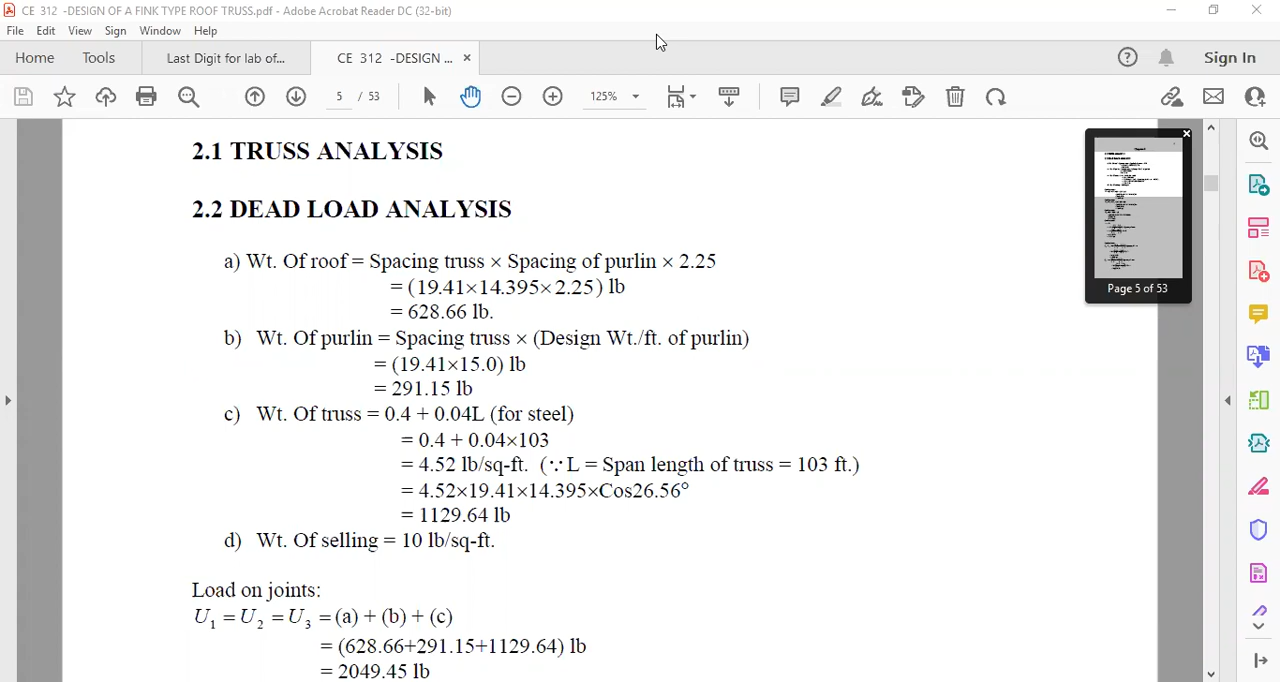 CE 312 -DESIGN OF A FINK TYPE ROOF TRUSS.pdf - Adobe Acrobat Reader DC (32-bit)
File Edit View Sign Window Help
Home Tools Last Digit for lab of... CE 312 -DESIGN ... × Sign In
5 / 53 125%
2.1 TRUSS ANALYSIS
2.2 DEAD LOAD ANALYSIS
a) Wt. Of roof = Spacing truss × Spacing of purlin × 2.25
= (19.41×14.395×2.25) lb
= 628.66 lb.
b) Wt. Of purlin = Spacing truss × (Design Wt./ft. of purlin)
= (19.41×15.0) lb
= 291.15 lb
c) Wt. Of truss = 0.4 + 0.04L (for steel)
= 0.4 + 0.04×103
= 4.52 lb/sq-ft. (∵ L = Span length of truss = 103 ft.)
= 4.52×19.41×14.395×Cos26.56°
= 1129.64 lb
d) Wt. Of selling = 10 lb/sq-ft.
Load on joints:
U₁ = U₂ = U₃ = (a) + (b) + (c)
= (628.66+291.15+1129.64) lb
= 2049.45 lb
Page 5 of 53